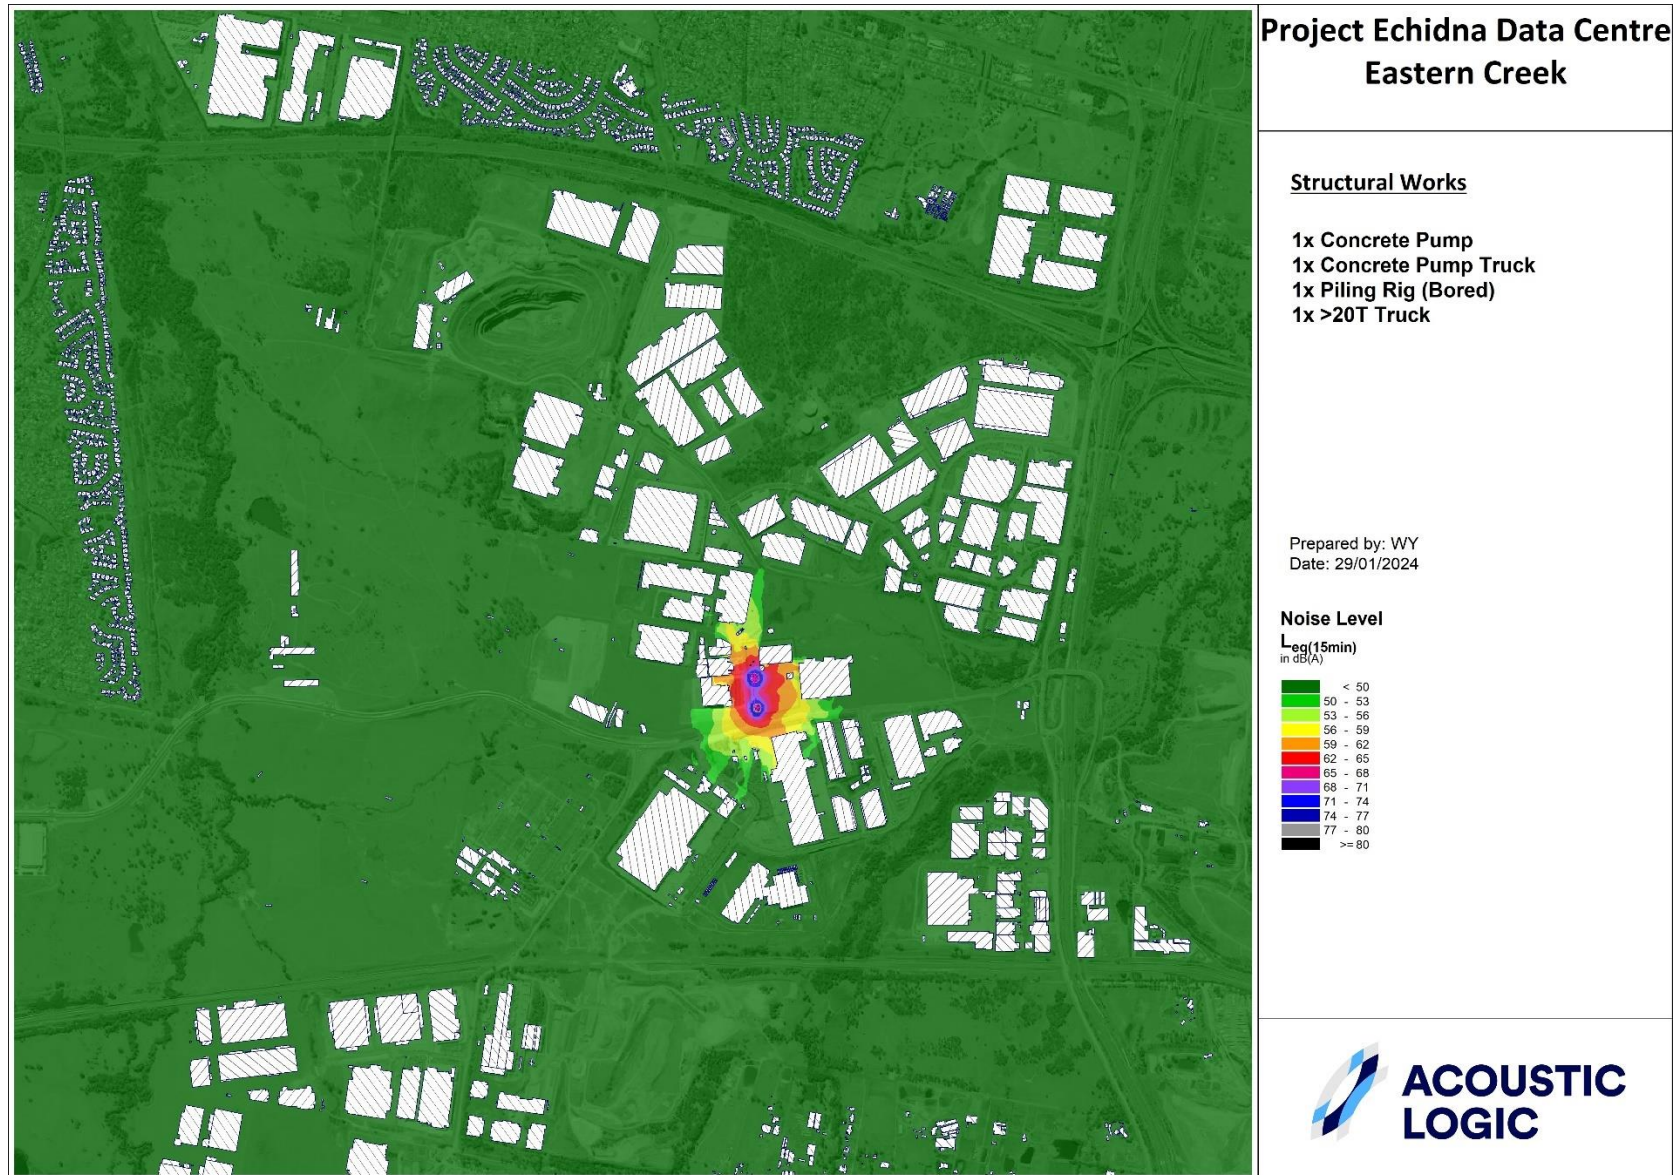 Project Echidna Data Centre
Eastern Creek
Structural Works
1x Concrete Pump
1x Concrete Pump Truck
1x Piling Rig (Bored)
1x >20T Truck
Prepared by: WY
Date: 29/01/2024
Noise Level
Leq(15min)
in dB(A)
< 50
50 - 53
53 - 56
56 - 59
59 - 62
62 - 65
65 - 68
68 - 71
71 - 74
74 - 77
77 - 80
>= 80
ACOUSTIC
LOGIC